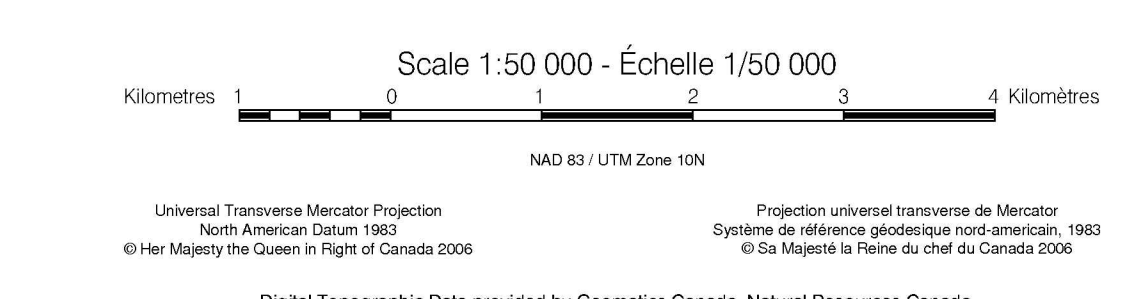 Scale 1:50 000 - Échelle 1/50 000
Kilometres 1 0 1 2 3 4 Kilomètres
NAD 83 / UTM Zone 10N
Universal Transverse Mercator Projection
North American Datum 1983
© Her Majesty the Queen in Right of Canada 2006
Projection universel transverse de Mercator
Système de référence géodesique nord-americain, 1983
© Sa Majesté la Reine du chef du Canada 2006
Digital Topographic Data provided by Geomatics Canada, Natural Resources Canada